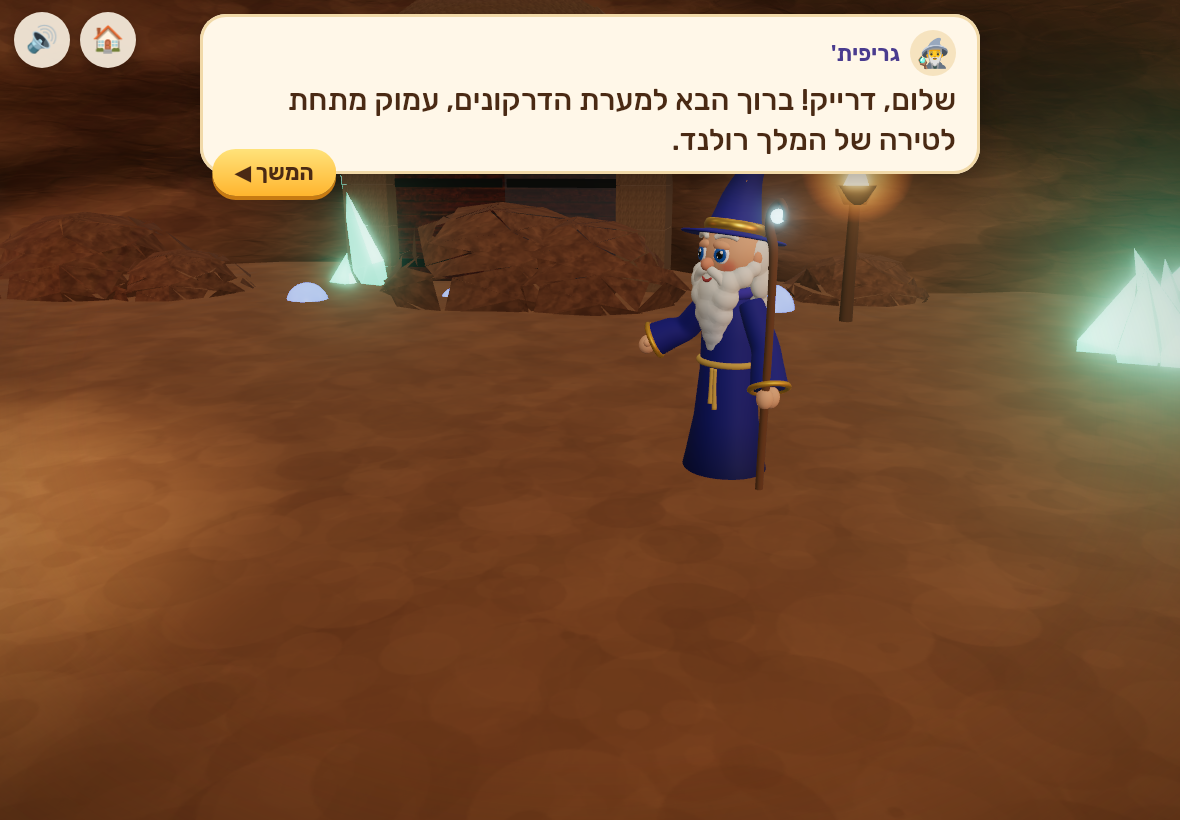 גריפית'
שלום, דרייק! ברוך הבא למערת הדרקונים, עמוק מתחת
לטירה של המלך רולנד.
המשך ◀